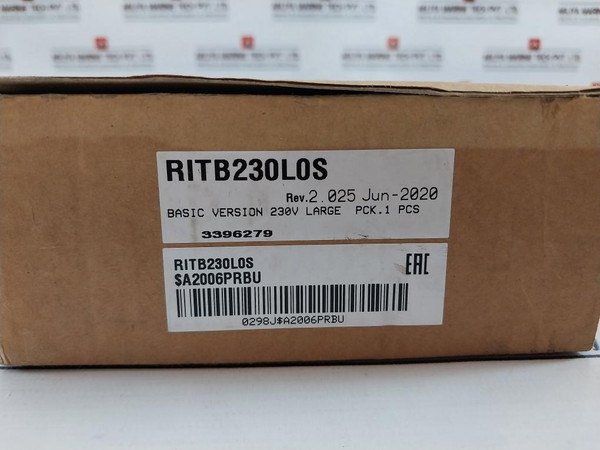 RITB230L0S
Rev.2.025 Jun-2020
BASIC VERSION 230V LARGE PCK.1 PCS
3396279
RITB230L0S
$A2006PRBU
EAC
0298J$A2006PRBU